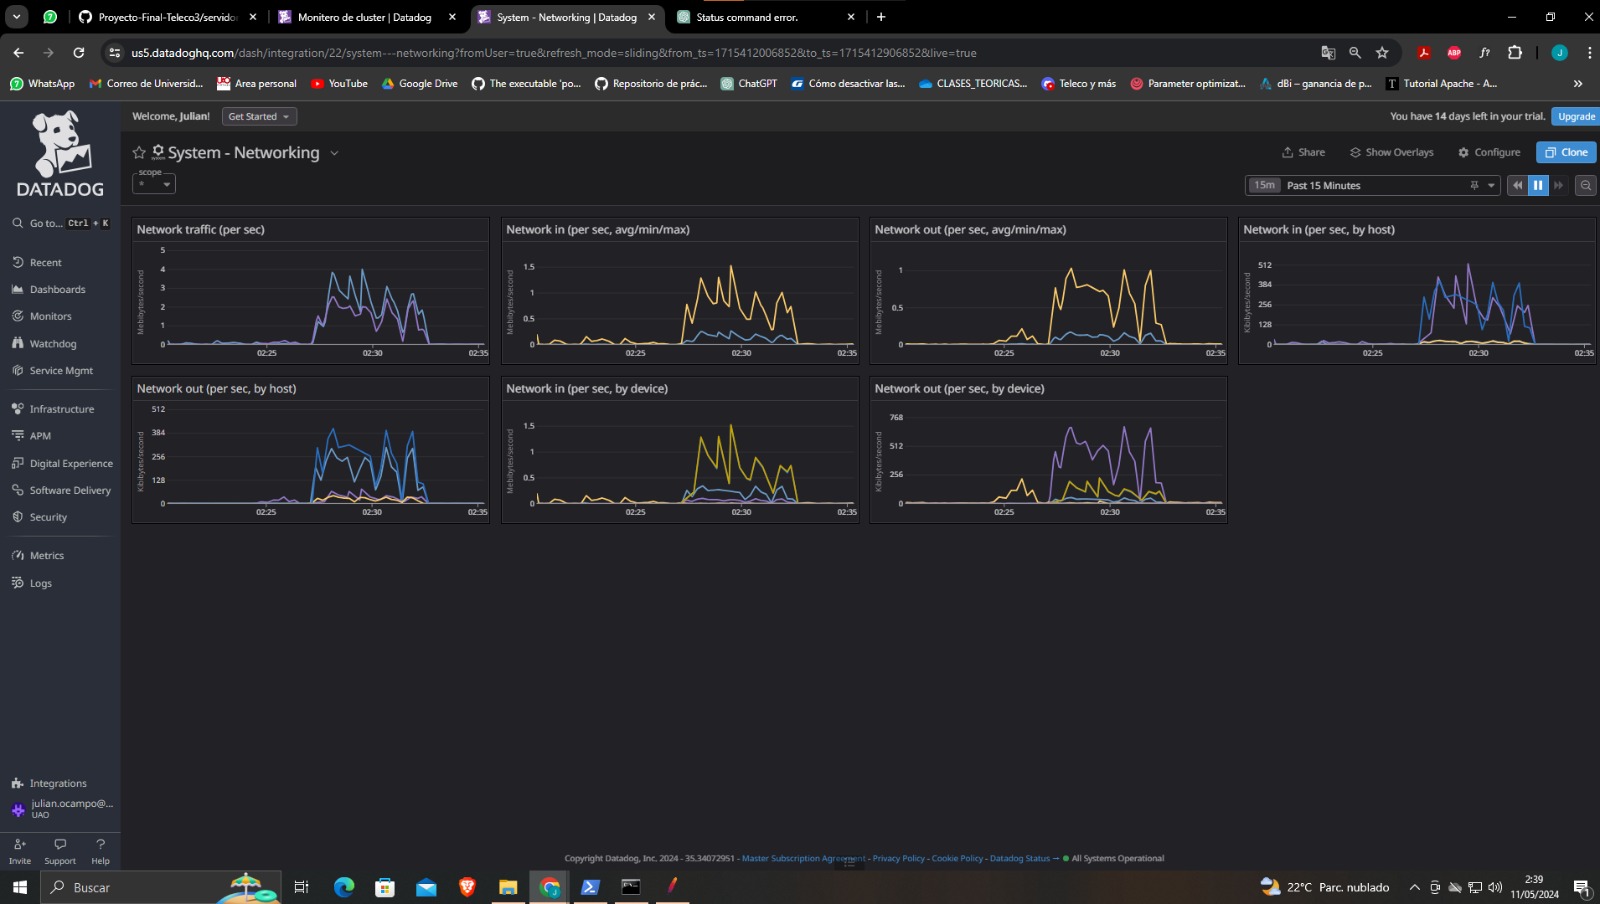 Proyecto-Final-Teleco3/servidor
Monitero de cluster | Datadog
System - Networking | Datadog
Status command error.
us5.datadoghq.com/dash/integration/22/system---networking?fromUser=true&refresh_mode=sliding&from_ts=1715412006852&to_ts=1715412906852&live=true
WhatsApp
Correo de Universid...
Area personal
YouTube
Google Drive
The executable 'po...
Repositorio de prác...
ChatGPT
Cómo desactivar las...
CLASES_TEORICAS...
Teleco y más
Parameter optimizat...
dBi – ganancia de p...
Tutorial Apache - A...
DATADOG
Go to... Ctrl + K
Recent
Dashboards
Monitors
Watchdog
Service Mgmt
Infrastructure
APM
Digital Experience
Software Delivery
Security
Metrics
Logs
Integrations
julian.ocampo@...
UAO
Invite
Support
Help
Welcome, Julian!
Get Started
You have 14 days left in your trial.
Upgrade
System - Networking
scope
*
Share
Show Overlays
Configure
Clone
15m Past 15 Minutes
Network traffic (per sec)
Mebibytes/second
5
4
3
2
1
0
02:25 02:30 02:35
Network in (per sec, avg/min/max)
Mebibytes/second
1.5
1
0.5
0
02:25 02:30 02:35
Network out (per sec, avg/min/max)
Mebibytes/second
1
0.5
0
02:25 02:30 02:35
Network in (per sec, by host)
Kibibytes/second
512
384
256
128
0
02:25 02:30 02:35
Network out (per sec, by host)
Kibibytes/second
512
384
256
128
0
02:25 02:30 02:35
Network in (per sec, by device)
Mebibytes/second
1.5
1
0.5
0
02:25 02:30 02:35
Network out (per sec, by device)
Kibibytes/second
768
512
256
0
02:25 02:30 02:35
Copyright Datadog, Inc. 2024 - 35.34072951 - Master Subscription Agreement - Privacy Policy - Cookie Policy - Datadog Status → All Systems Operational
Buscar
22°C Parc. nublado
2:39
11/05/2024
1